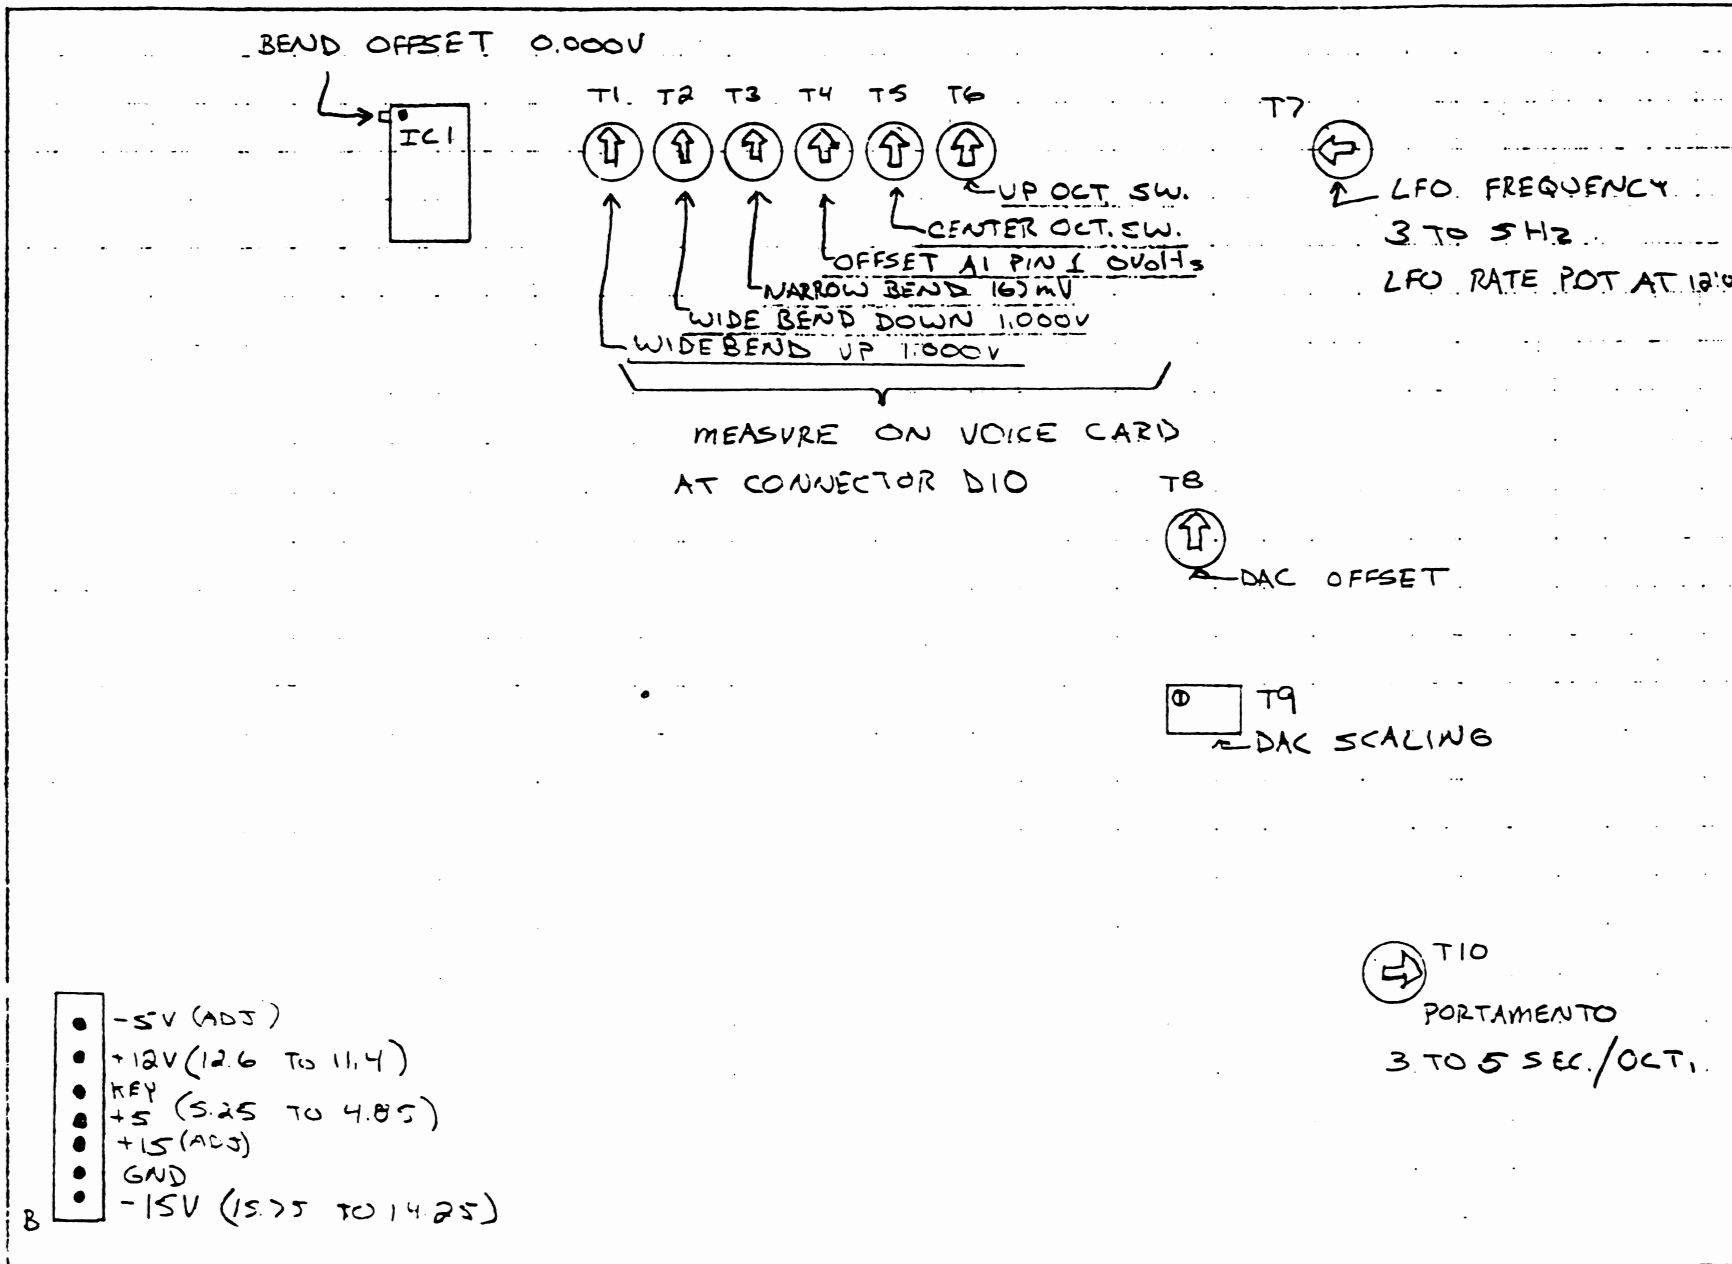 BEND OFFSET 0.000V
IC1
T1 T2 T3 T4 T5 T6
UP OCT. SW.
CENTER OCT. SW.
OFFSET A1 PIN 1 0Volts
NARROW BEND 167mV
WIDE BEND DOWN 1.000V
WIDE BEND UP 1.000V
MEASURE ON VOICE CARD
AT CONNECTOR D10
T7
LFO FREQUENCY
3 TO 5 HZ
LFO RATE POT AT
T8
DAC OFFSET
T9
DAC SCALING
T10
PORTAMENTO
3 TO 5 SEC./OCT.
-5V (ADJ)
+12V (12.6 TO 11.4)
KEY
+5 (5.25 TO 4.85)
+15 (ADJ)
GND
-15V (15.75 TO 14.25)
B